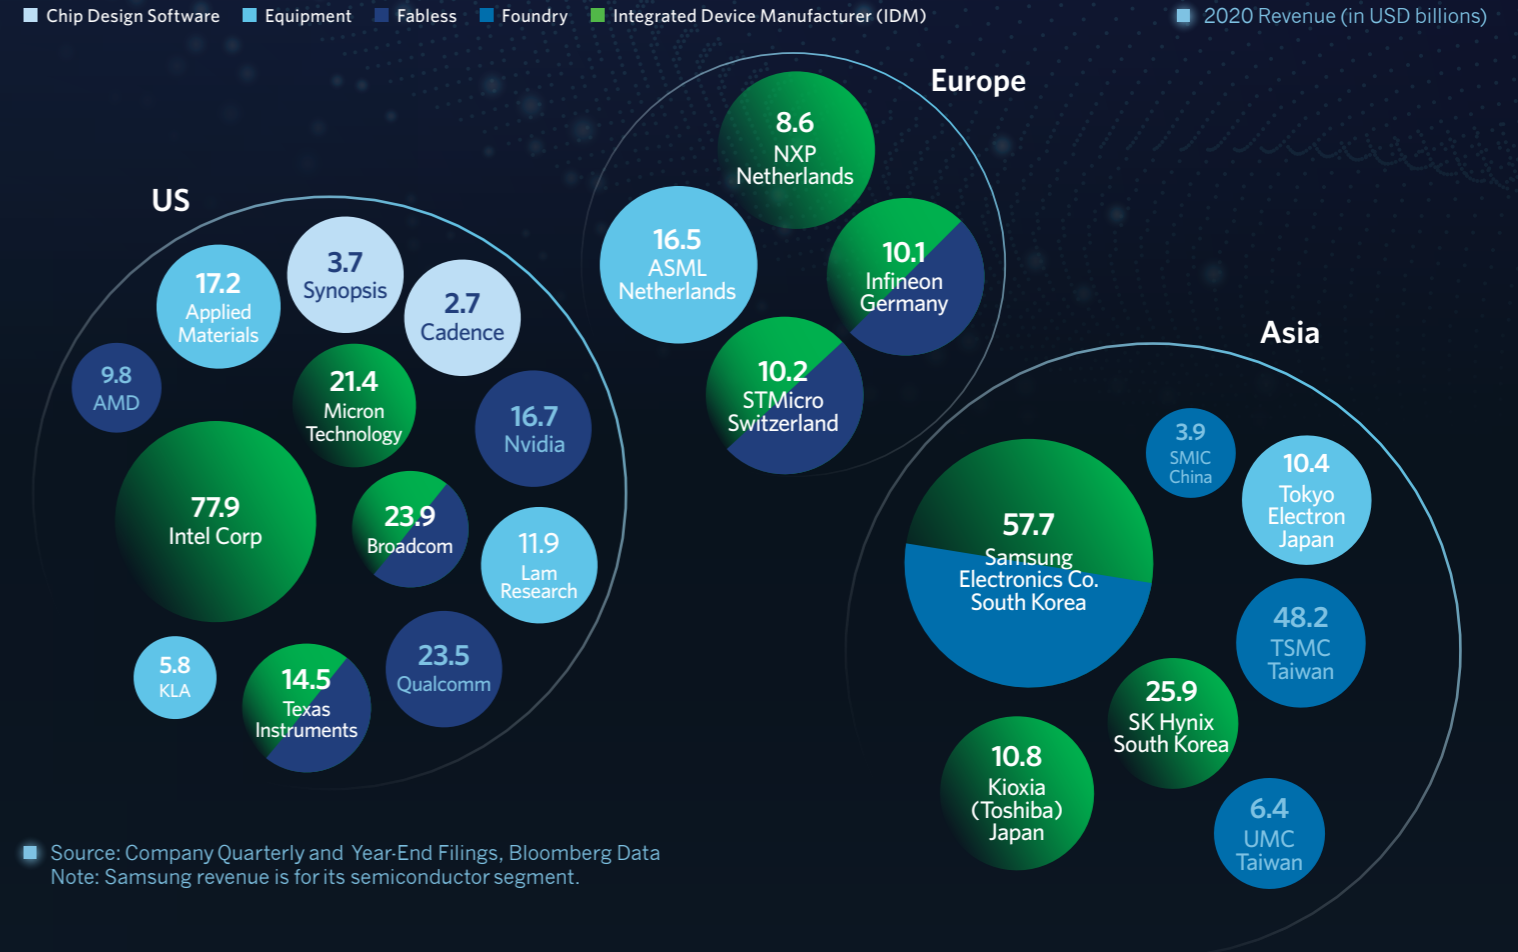 Chip Design Software
Equipment
Fabless
Foundry
Integrated Device Manufacturer (IDM)
2020 Revenue (in USD billions)
US
17.2
Applied
Materials
3.7
Synopsis
2.7
Cadence
9.8
AMD
21.4
Micron
Technology
16.7
Nvidia
77.9
Intel Corp
23.9
Broadcom
11.9
Lam
Research
5.8
KLA
14.5
Texas
Instruments
23.5
Qualcomm
Europe
8.6
NXP
Netherlands
16.5
ASML
Netherlands
10.1
Infineon
Germany
10.2
STMicro
Switzerland
Asia
3.9
SMIC
China
10.4
Tokyo
Electron
Japan
57.7
Samsung
Electronics Co.
South Korea
48.2
TSMC
Taiwan
25.9
SK Hynix
South Korea
10.8
Kioxia
(Toshiba)
Japan
6.4
UMC
Taiwan
Source: Company Quarterly and Year-End Filings, Bloomberg Data
Note: Samsung revenue is for its semiconductor segment.